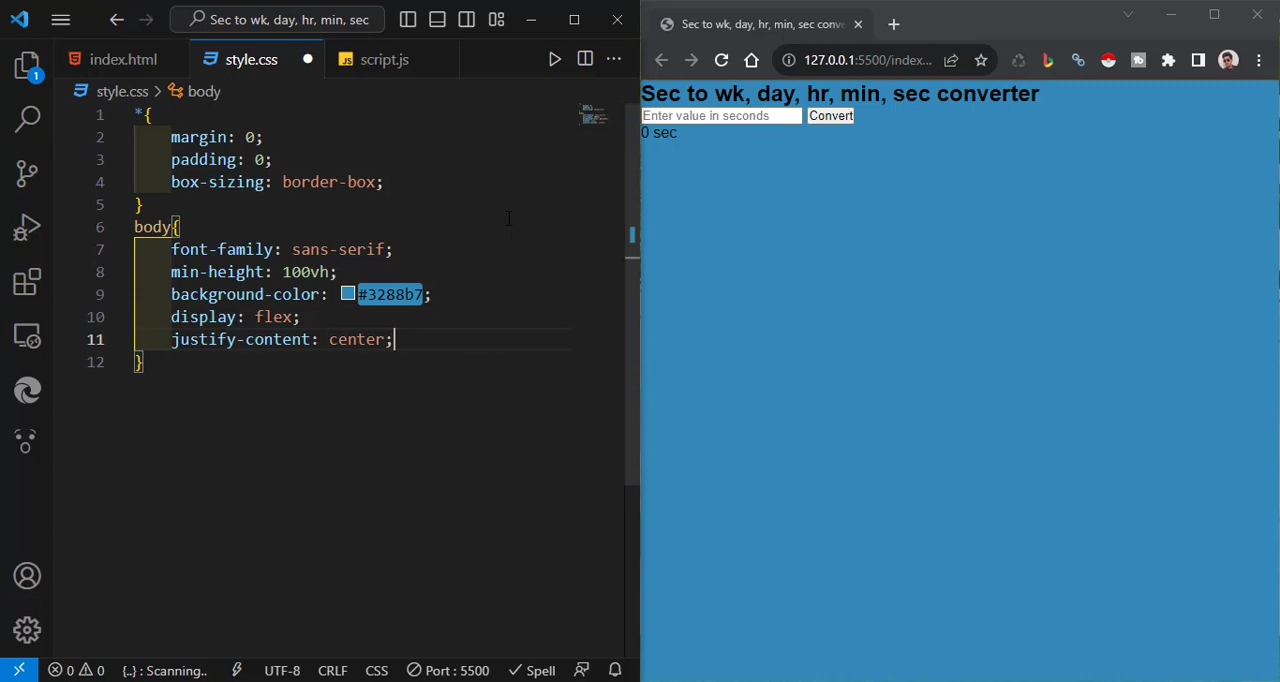 Sec to wk, day, hr, min, sec
index.html
style.css
script.js
style.css > body
1 *{
2 margin: 0;
3 padding: 0;
4 box-sizing: border-box;
5 }
6 body{
7 font-family: sans-serif;
8 min-height: 100vh;
9 background-color: #3288b7;
10 display: flex;
11 justify-content: center;
12 }
1
0 0 {..} : Scanning.. UTF-8 CRLF CSS Port : 5500 Spell
Sec to wk, day, hr, min, sec conv
127.0.0.1:5500/index...
Sec to wk, day, hr, min, sec converter
Enter value in seconds Convert
0 sec